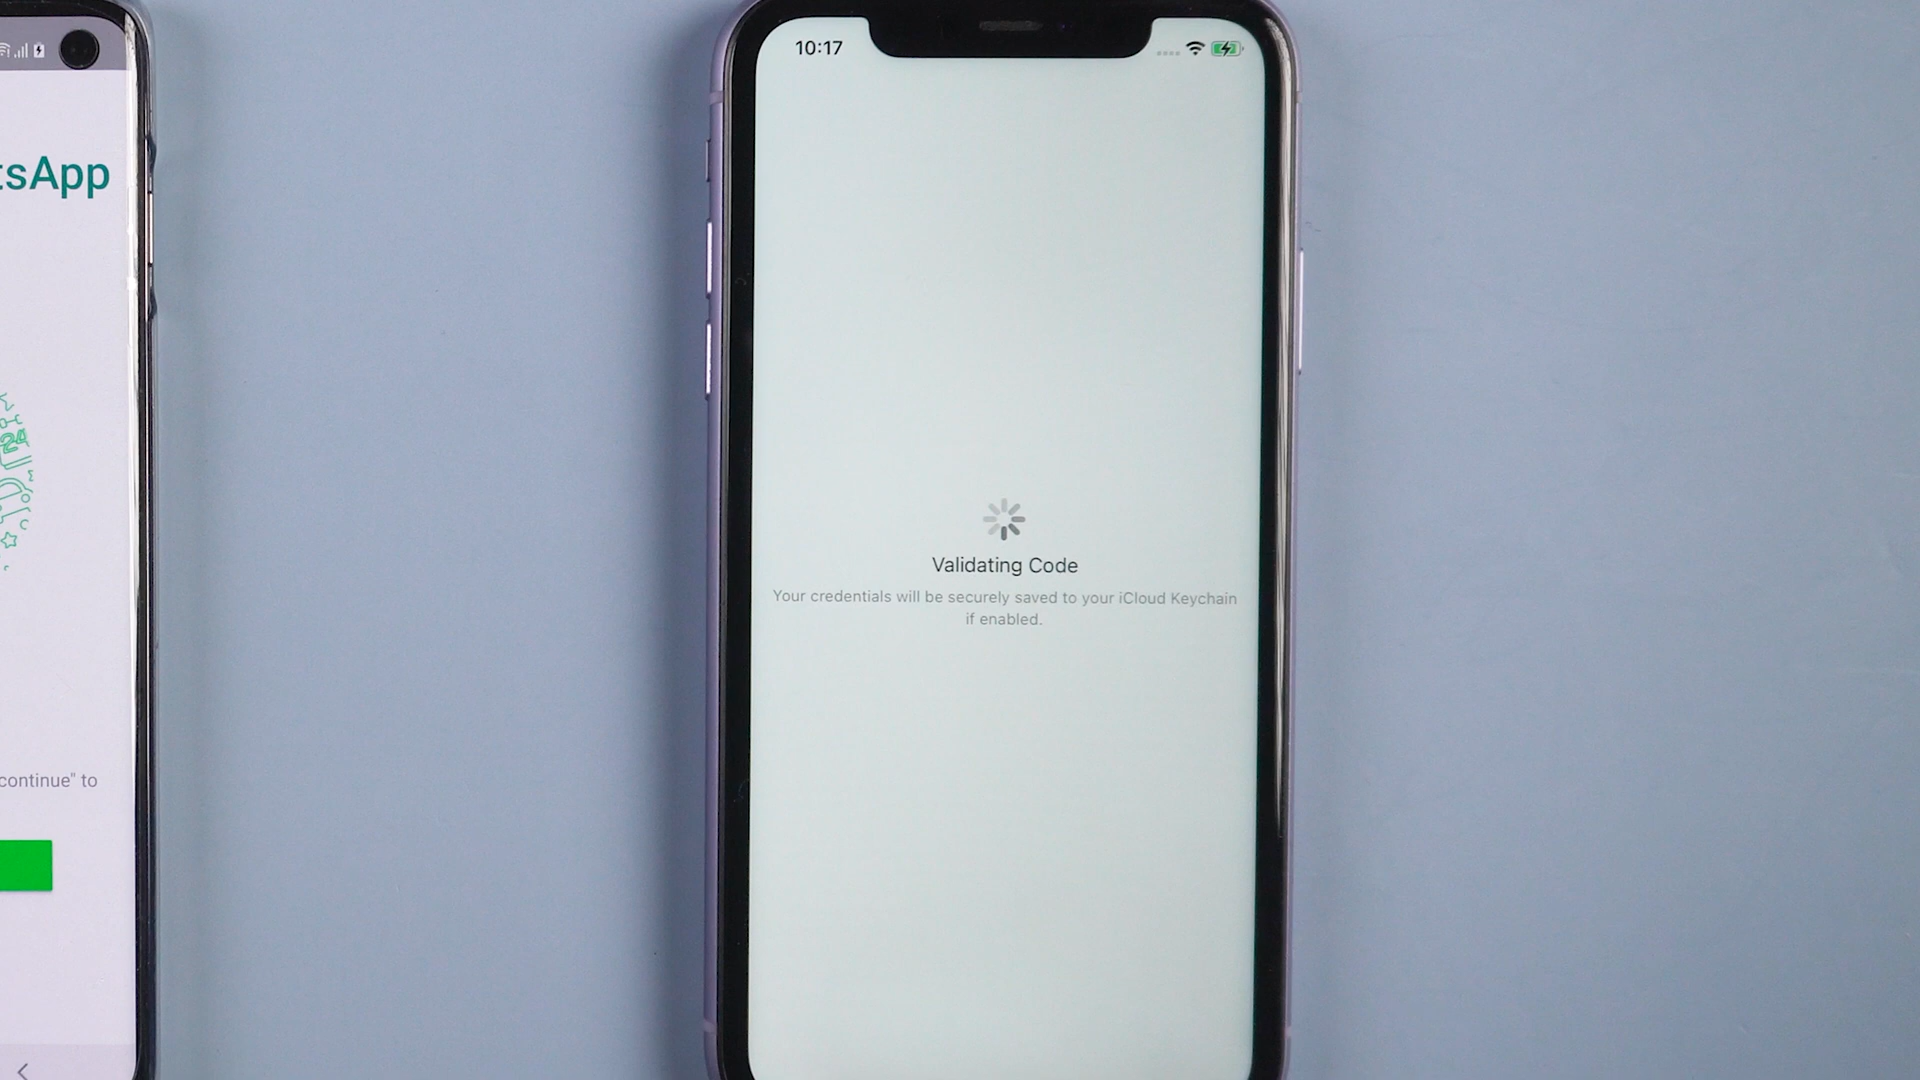 tsApp
24
continue" to
10:17
Validating Code
Your credentials will be securely saved to your iCloud Keychain
if enabled.